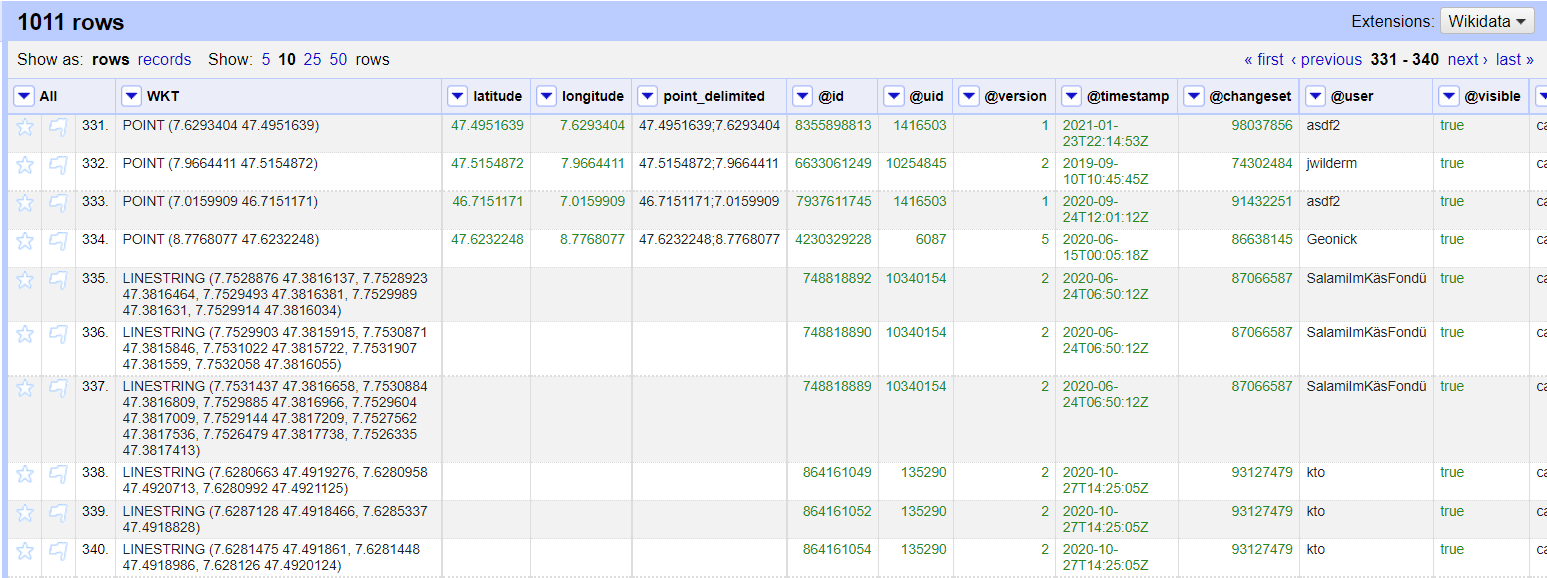 1011 rows Extensions: Wikidata
Show as: rows records Show: 5 10 25 50 rows « first ‹ previous 331 - 340 next › last »
All WKT latitude longitude point_delimited @id @uid @version @timestamp @changeset @user @visible
331. POINT (7.6293404 47.4951639) 47.4951639 7.6293404 47.4951639;7.6293404 8355898813 1416503 1 2021-01- 98037856 asdf2 true ca
23T22:14:53Z
332. POINT (7.9664411 47.5154872) 47.5154872 7.9664411 47.5154872;7.9664411 6633061249 10254845 2 2019-09- 74302484 jwilderm true ca
10T10:45:45Z
333. POINT (7.0159909 46.7151171) 46.7151171 7.0159909 46.7151171;7.0159909 7937611745 1416503 1 2020-09- 91432251 asdf2 true ca
24T12:01:12Z
334. POINT (8.7768077 47.6232248) 47.6232248 8.7768077 47.6232248;8.7768077 4230329228 6087 5 2020-06- 86638145 Geonick true ca
15T00:05:18Z
335. LINESTRING (7.7528876 47.3816137, 7.7528923 748818892 10340154 2 2020-06- 87066587 SalamiImKäsFondü true ca
47.3816464, 7.7529493 47.3816381, 7.7529989 24T06:50:12Z
47.381631, 7.7529914 47.3816034)
336. LINESTRING (7.7529903 47.3815915, 7.7530871 748818890 10340154 2 2020-06- 87066587 SalamiImKäsFondü true ca
47.3815846, 7.7531022 47.3815722, 7.7531907 24T06:50:12Z
47.381559, 7.7532058 47.3816055)
337. LINESTRING (7.7531437 47.3816658, 7.7530884 748818889 10340154 2 2020-06- 87066587 SalamiImKäsFondü true ca
47.3816809, 7.7529885 47.3816966, 7.7529604 24T06:50:12Z
47.3817009, 7.7529144 47.3817209, 7.7527562
47.3817536, 7.7526479 47.3817738, 7.7526335
47.3817413)
338. LINESTRING (7.6280663 47.4919276, 7.6280958 864161049 135290 2 2020-10- 93127479 kto true ca
47.4920713, 7.6280992 47.4921125) 27T14:25:05Z
339. LINESTRING (7.6287128 47.4918466, 7.6285337 864161052 135290 2 2020-10- 93127479 kto true ca
47.4918828) 27T14:25:05Z
340. LINESTRING (7.6281475 47.491861, 7.6281448 864161054 135290 2 2020-10- 93127479 kto true ca
47.4918986, 7.628126 47.4920124) 27T14:25:05Z